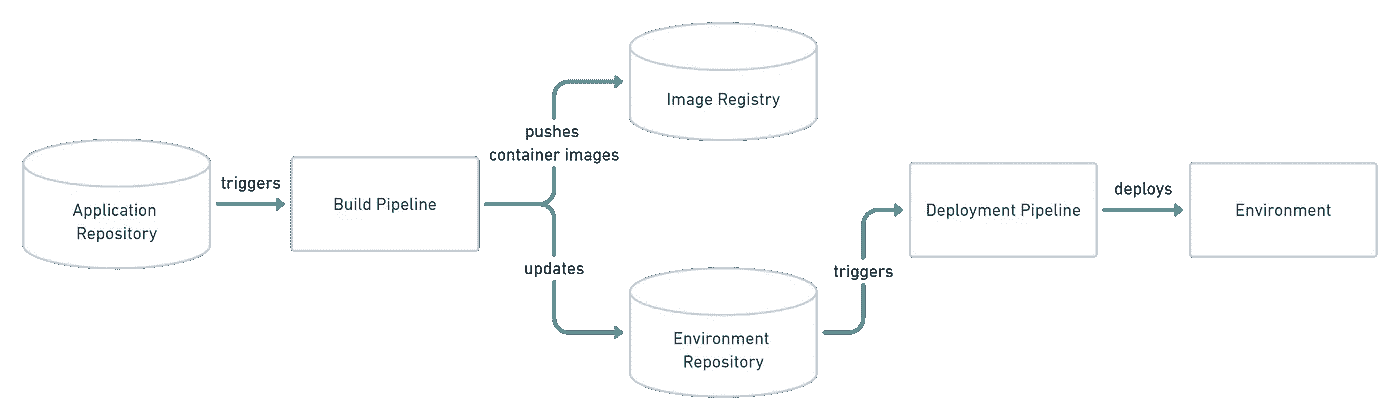 Application
Repository
triggers
Build Pipeline
pushes
container images
Image Registry
updates
Environment
Repository
triggers
Deployment Pipeline
deploys
Environment